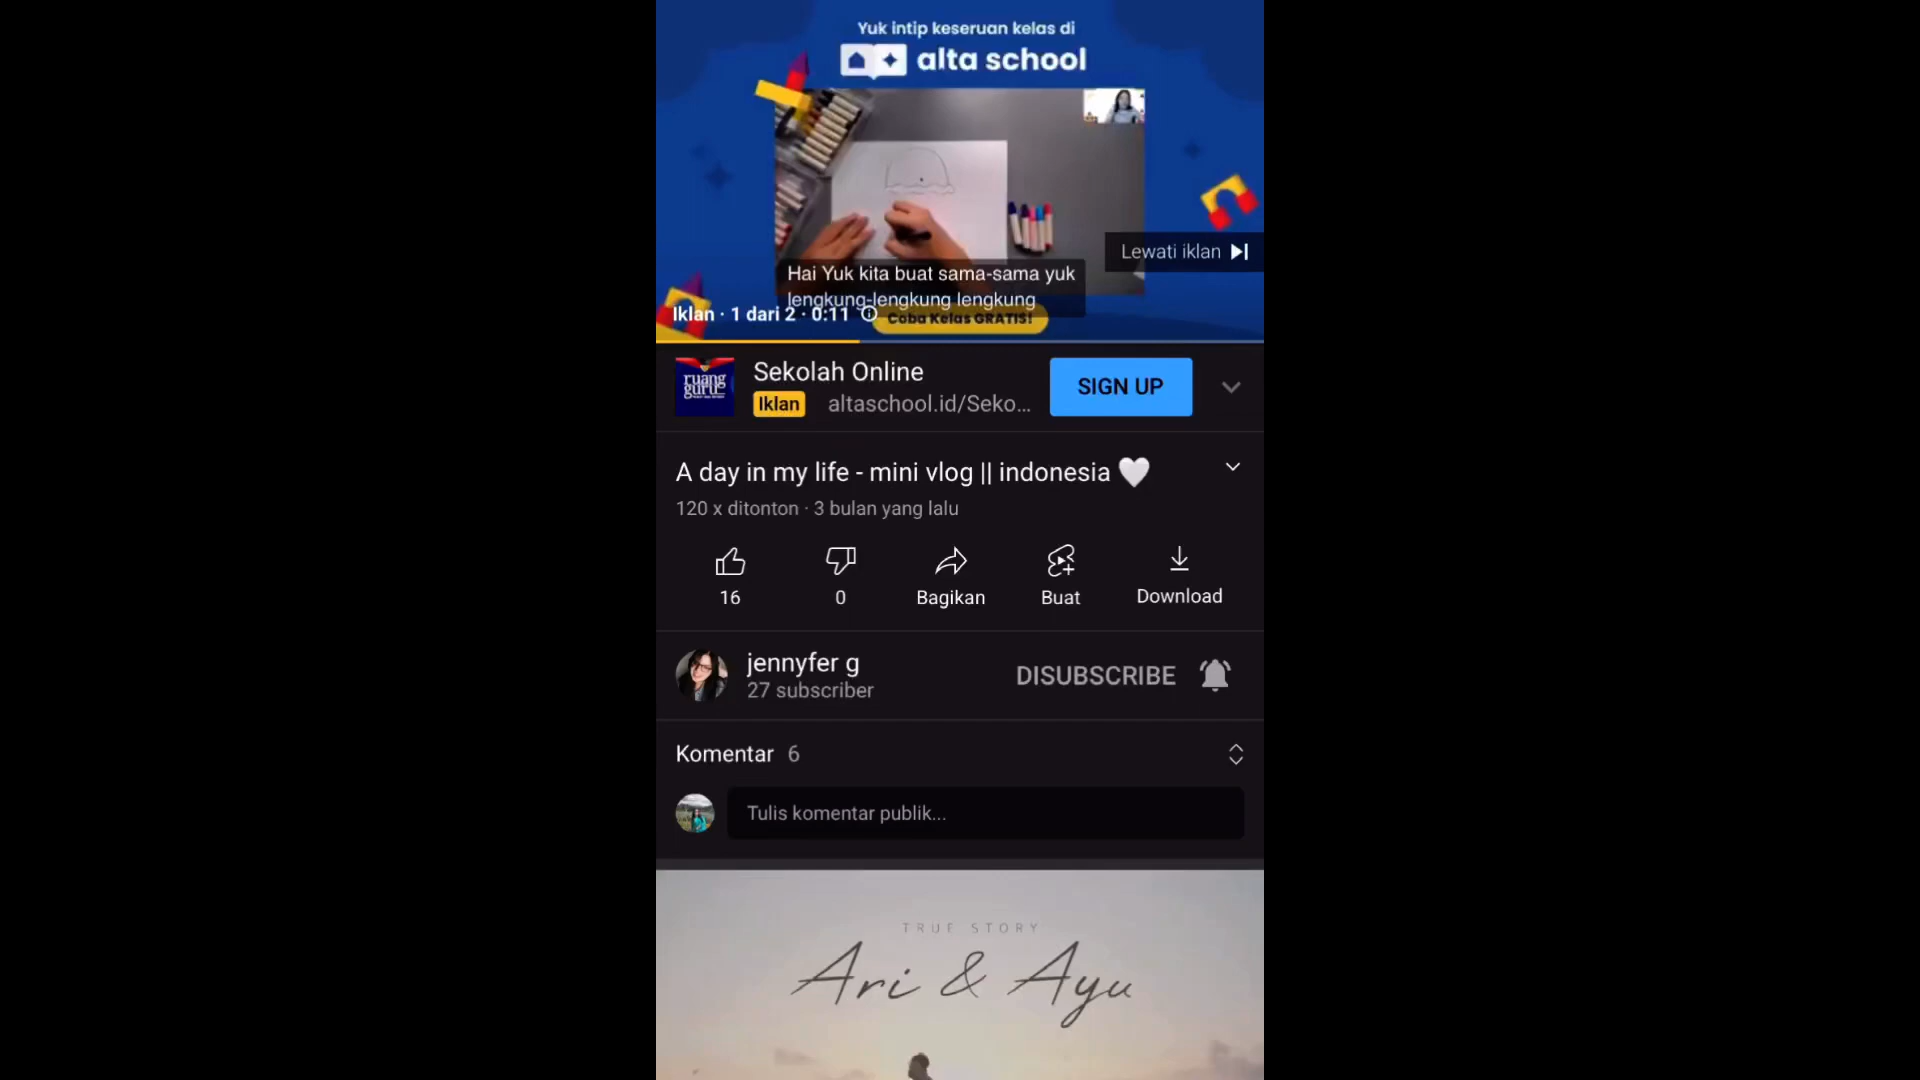 Yuk intip keseruan kelas di
alta school
Lewati iklan
Hai Yuk kita buat sama-sama yuk
lengkung-lengkung lengkung
Iklan · 1 dari 2 · 0:11
Coba Kelas GRATIS!
ruang
guru
Sekolah Online
Iklan altaschool.id/Seko...
SIGN UP
A day in my life - mini vlog || indonesia 🤍
120 x ditonton · 3 bulan yang lalu
16
0
Bagikan
Buat
Download
jennyfer g
27 subscriber
DISUBSCRIBE
Komentar 6
Tulis komentar publik...
TRUE STORY
Ari & Ayu